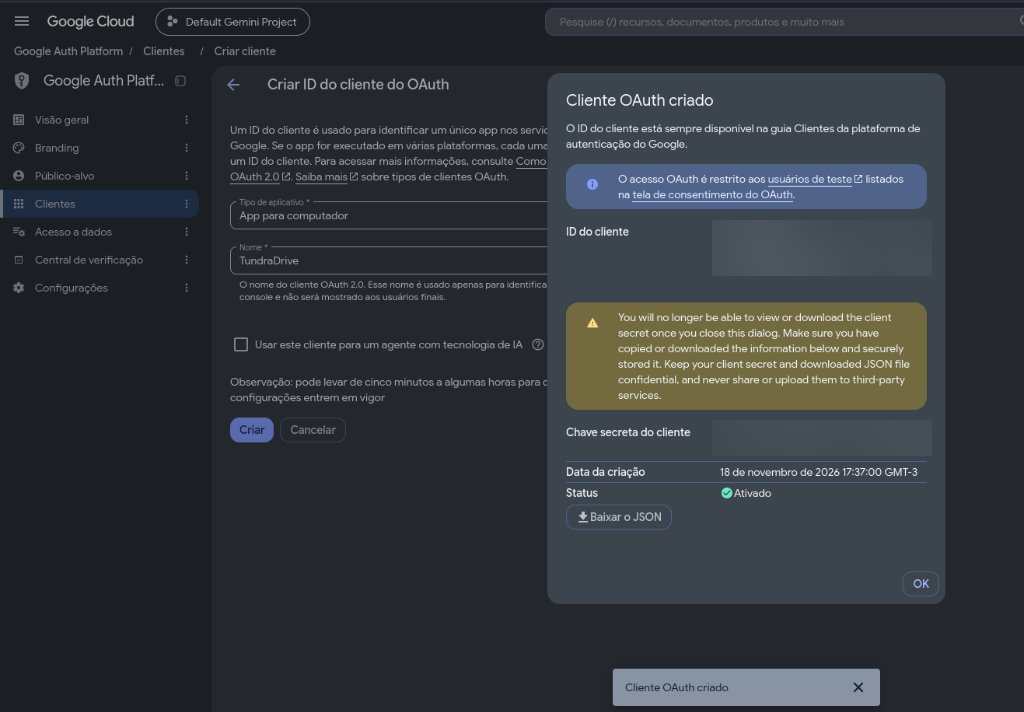 Google Cloud
Default Gemini Project
Pesquise (/) recursos, documentos, produtos e muito mais
Google Auth Platform / Clientes / Criar cliente
Google Auth Platf...
Visão geral
Branding
Público-alvo
Clientes
Acesso a dados
Central de verificação
Configurações
Criar ID do cliente do OAuth
Um ID do cliente é usado para identificar um único app nos servic
Google. Se o app for executado em várias plataformas, cada uma
um ID do cliente. Para acessar mais informações, consulte Como
OAuth 2.0. Saiba mais sobre tipos de clientes OAuth.
Tipo de aplicativo *
App para computador
Nome *
TundraDrive
O nome do cliente OAuth 2.0. Esse nome é usado apenas para identifica
console e não será mostrado aos usuários finais.
Usar este cliente para um agente com tecnologia de IA
Observação: pode levar de cinco minutos a algumas horas para
configurações entrem em vigor
Criar
Cancelar
Cliente OAuth criado
O ID do cliente está sempre disponível na guia Clientes da plataforma de
autenticação do Google.
O acesso OAuth é restrito aos usuários de teste listados
na tela de consentimento do OAuth.
ID do cliente
You will no longer be able to view or download the client
secret once you close this dialog. Make sure you have
copied or downloaded the information below and securely
stored it. Keep your client secret and downloaded JSON file
confidential, and never share or upload them to third-party
services.
Chave secreta do cliente
Data da criação 18 de novembro de 2026 17:37:00 GMT-3
Status Ativado
Baixar o JSON
OK
Cliente OAuth criado